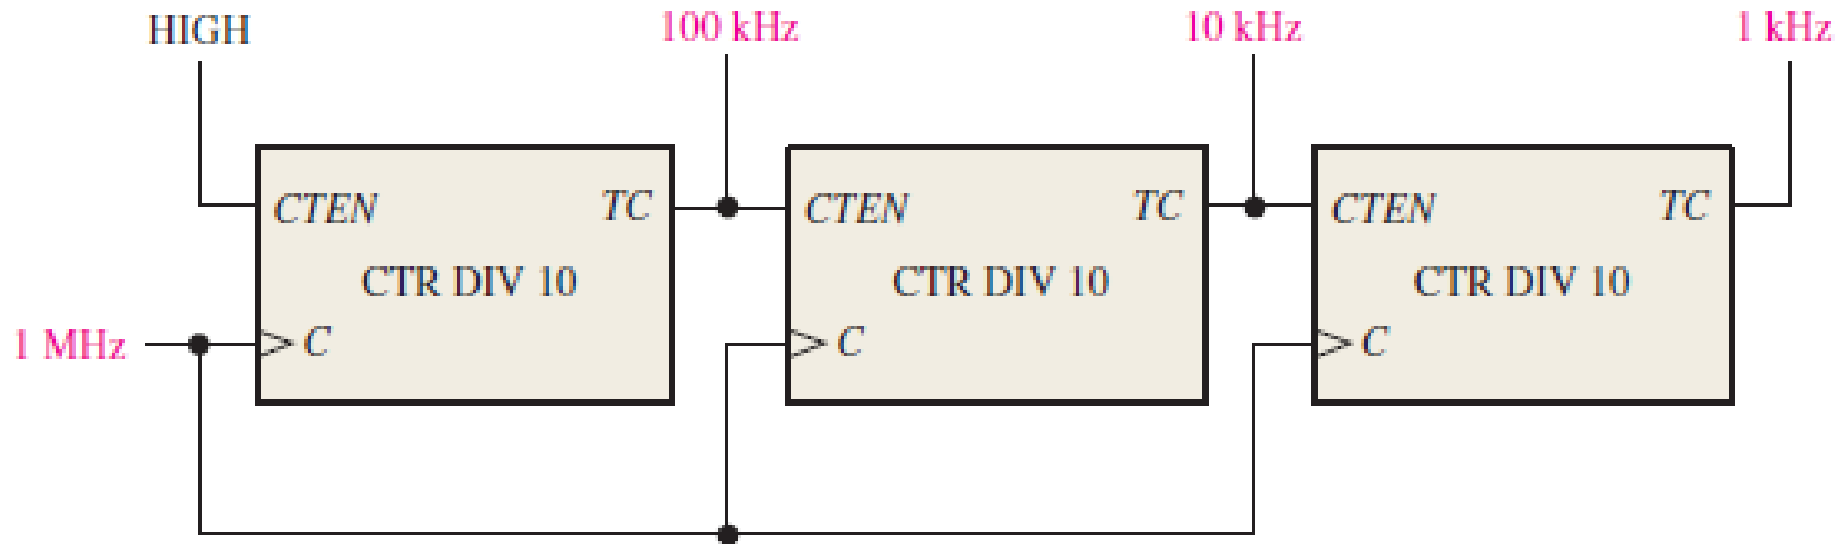 HIGH 100 kHz 10 kHz 1 kHz
CTEN TC CTEN TC CTEN TC
CTR DIV 10 CTR DIV 10 CTR DIV 10
1 MHz C C C